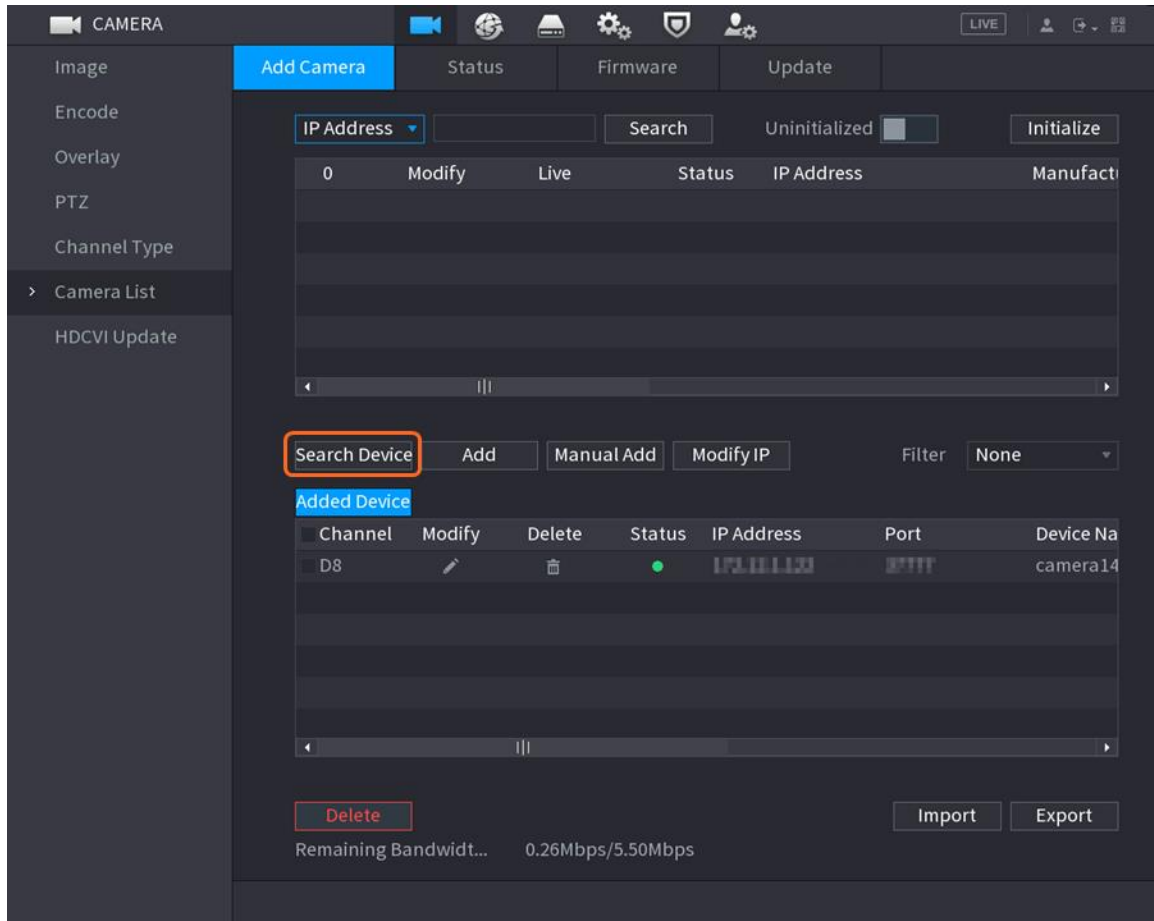 CAMERA LIVE
Image Add Camera Status Firmware Update
Encode
IP Address Search Uninitialized Initialize
Overlay
0 Modify Live Status IP Address Manufact
PTZ
Channel Type
Camera List
HDCVI Update
Search Device Add Manual Add Modify IP Filter None
Added Device
Channel Modify Delete Status IP Address Port Device Na
D8 camera14
Delete Import Export
Remaining Bandwidt... 0.26Mbps/5.50Mbps